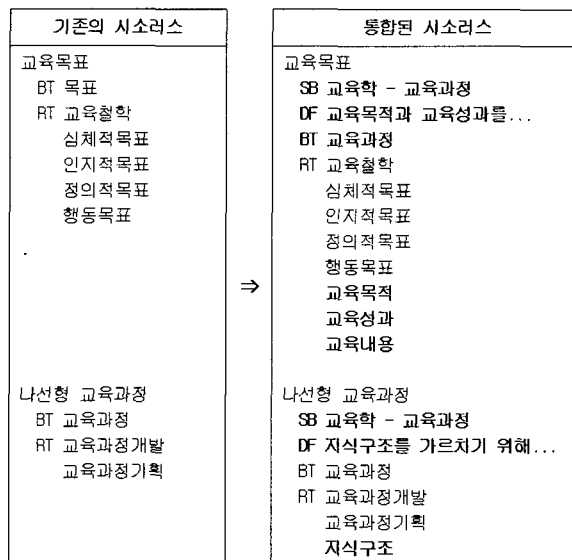 기존의 시소러스
교육목표
BT 목표
RT 교육철학
심체적목표
인지적목표
정의적목표
행동목표
⇒
나선형 교육과정
BT 교육과정
RT 교육과정개발
교육과정기획
통합된 시소러스
교육목표
SB 교육학 - 교육과정
DF 교육목적과 교육성과를...
BT 교육과정
RT 교육철학
심체적목표
인지적목표
정의적목표
행동목표
교육목적
교육성과
교육내용
나선형 교육과정
SB 교육학 - 교육과정
DF 지식구조를 가르치기 위해...
BT 교육과정
RT 교육과정개발
교육과정기획
지식구조